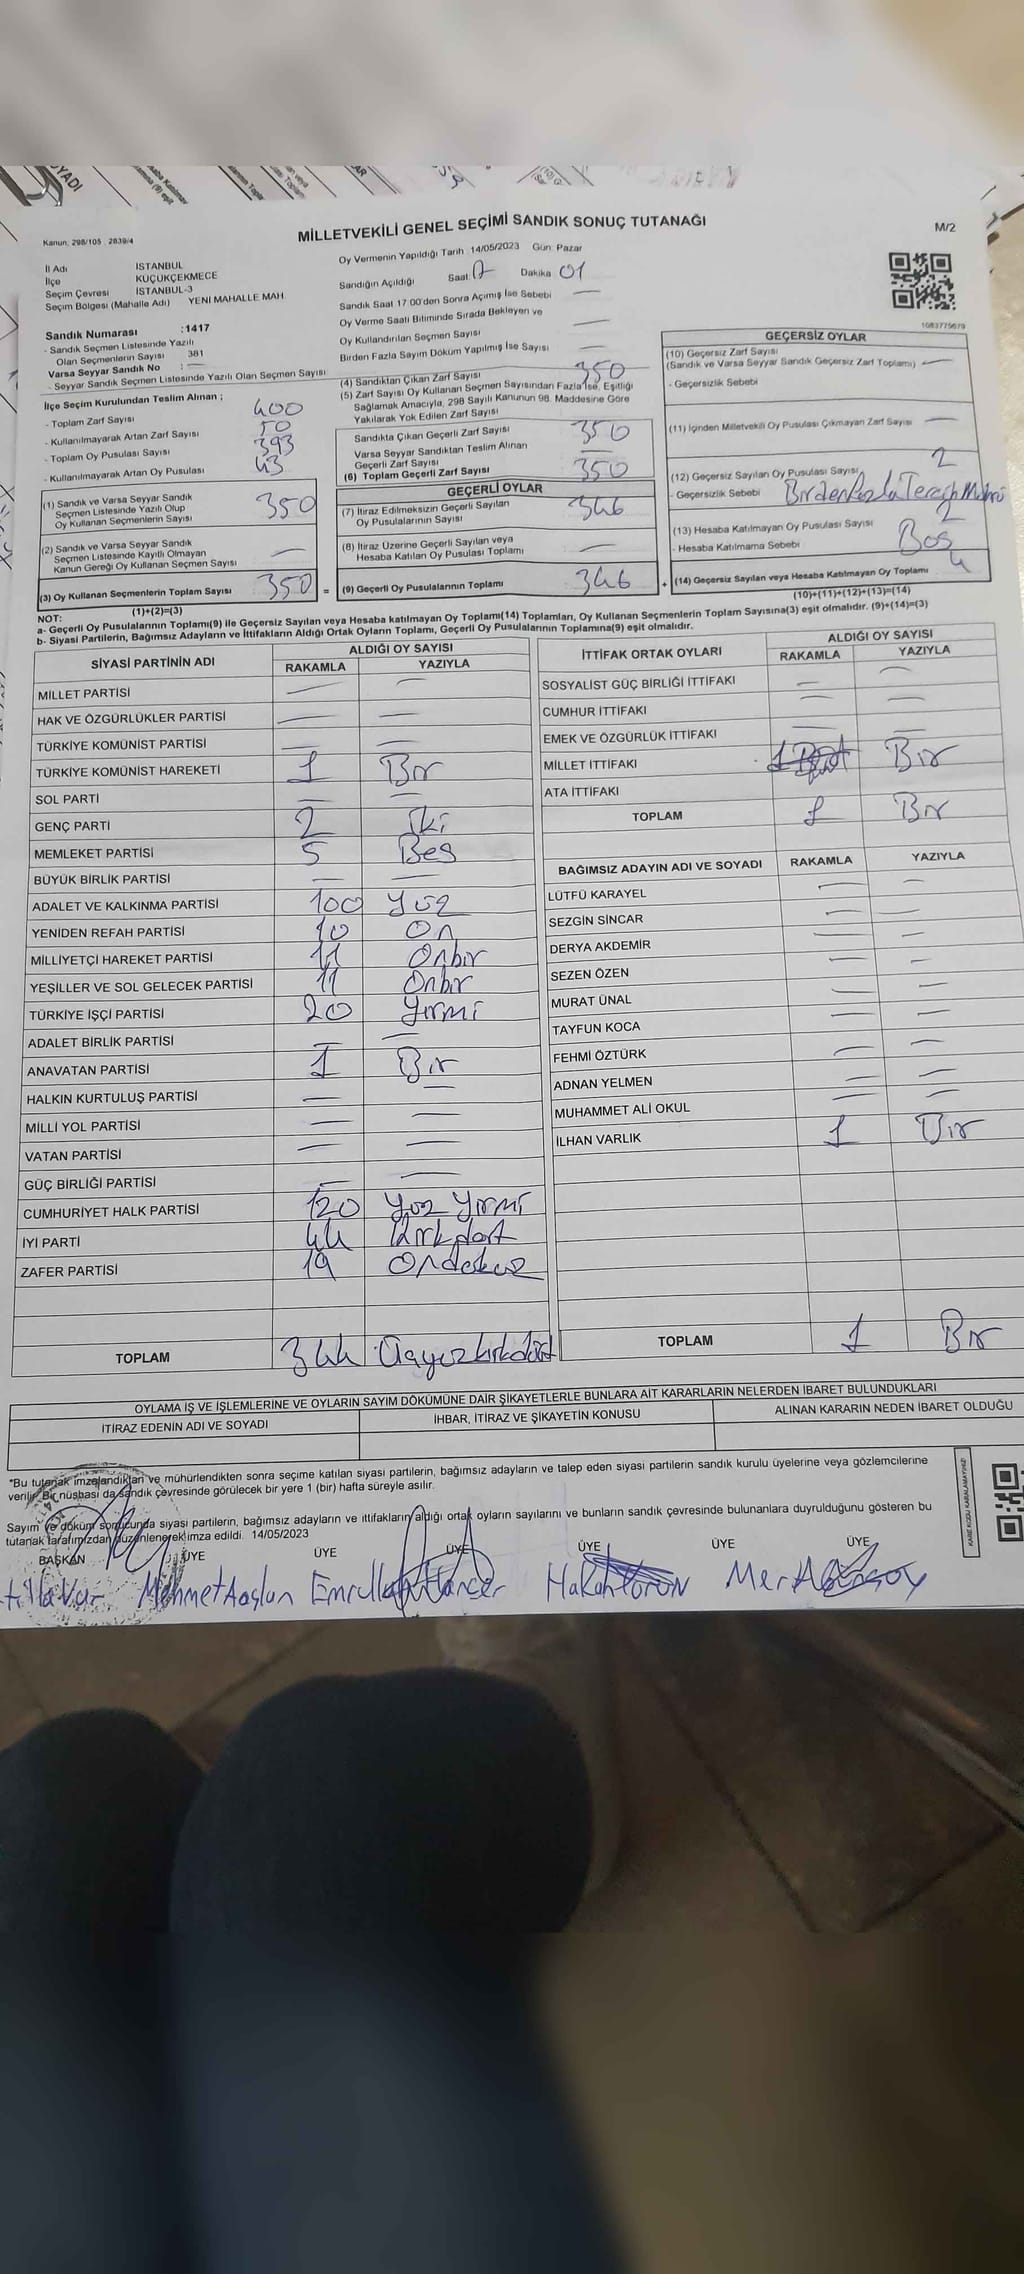 MİLLETVEKİLİ GENEL SEÇİMİ SANDIK SONUÇ TUTANAĞI
M/2
Kanun, 298/105 2839/4
İl Adı İSTANBUL
İlçe KÜÇÜKÇEKMECE
Seçim Çevresi İSTANBUL-3
Seçim Bölgesi (Mahalle Adı) YENİ MAHALLE MAH
Sandık Numarası :1417
- Sandık Seçmen Listesinde Yazılı
Olan Seçmenlerin Sayısı 381
Varsa Seyyar Sandık No : —
- Seyyar Sandık Seçmen Listesinde Yazılı Olan Seçmen Sayısı
Oy Vermenin Yapıldığı Tarih 14/05/2023 Gün: Pazar
Sandığın Açıldığı Saat 17 Dakika 01
Sandık Saat 17.00'den Sonra Açımış İse Sebebi —
Oy Verme Saati Bitiminde Sırada Bekleyen ve
Oy Kullandırılan Seçmen Sayısı —
Birden Fazla Sayım Döküm Yapılmış İse Sayısı —
1083775679
İlçe Seçim Kurulundan Teslim Alınan ;
- Toplam Zarf Sayısı 400
- Kullanılmayarak Artan Zarf Sayısı 50
- Toplam Oy Pusulası Sayısı 393
- Kullanılmayarak Artan Oy Pusulası 43
(1) Sandık ve Varsa Seyyar Sandık
Seçmen Listesinde Yazılı Olup
Oy Kullanan Seçmenlerin Sayısı 350
(2) Sandık ve Varsa Seyyar Sandık
Seçmen Listesinde Kayıtlı Olmayan
Kanun Gereği Oy Kullanan Seçmen Sayısı —
(3) Oy Kullanan Seçmenlerin Toplam Sayısı 350 =
(1)+(2)=(3)
(4) Sandıktan Çıkan Zarf Sayısı 350
(5) Zarf Sayısı Oy Kullanan Seçmen Sayısından Fazla İse, Eşitliği
Sağlamak Amacıyla, 298 Sayılı Kanunun 98. Maddesine Göre
Yakılarak Yok Edilen Zarf Sayısı
Sandıkta Çıkan Geçerli Zarf Sayısı 350
Varsa Seyyar Sandıktan Teslim Alınan
Geçerli Zarf Sayısı —
(6) Toplam Geçerli Zarf Sayısı 350
GEÇERLİ OYLAR
(7) İtiraz Edilmeksizin Geçerli Sayılan
Oy Pusulalarının Sayısı 346
(8) İtiraz Üzerine Geçerli Sayılan veya
Hesaba Katılan Oy Pusulası Toplamı —
(9) Geçerli Oy Pusulalarının Toplamı 346 +
GEÇERSİZ OYLAR
(10) Geçersiz Zarf Sayısı
(Sandık ve Varsa Seyyar Sandık Geçersiz Zarf Toplamı) —
- Geçersizlik Sebebi
(11) İçinden Milletvekili Oy Pusulası Çıkmayan Zarf Sayısı —
(12) Geçersiz Sayılan Oy Pusulası Sayısı 2
- Geçersizlik Sebebi Birden Fazla Tercih Mührü
(13) Hesaba Katılmayan Oy Pusulası Sayısı 2
- Hesaba Katılmama Sebebi Boş
(14) Geçersiz Sayılan veya Hesaba Katılmayan Oy Toplamı 4
(10)+(11)+(12)+(13)=(14)
NOT:
a- Geçerli Oy Pusulalarının Toplamı(9) ile Geçersiz Sayılan veya Hesaba katılmayan Oy Toplamı(14) Toplamları, Oy Kullanan Seçmenlerin Toplam Sayısına(3) eşit olmalıdır. (9)+(14)=(3)
b- Siyasi Partilerin, Bağımsız Adayların ve İttifakların Aldığı Ortak Oyların Toplamı, Geçerli Oy Pusulalarının Toplamına(9) eşit olmalıdır.
SİYASİ PARTİNİN ADI ALDIĞI OY SAYISI
RAKAMLA YAZIYLA
MİLLET PARTİSİ — —
HAK VE ÖZGÜRLÜKLER PARTİSİ — —
TÜRKİYE KOMÜNİST PARTİSİ — —
TÜRKİYE KOMÜNİST HAREKETİ 1 Bir
SOL PARTİ — —
GENÇ PARTİ 2 İki
MEMLEKET PARTİSİ 5 Beş
BÜYÜK BİRLİK PARTİSİ — —
ADALET VE KALKINMA PARTİSİ 100 Yüz
YENİDEN REFAH PARTİSİ 10 On
MİLLİYETÇİ HAREKET PARTİSİ 11 Onbir
YEŞİLLER VE SOL GELECEK PARTİSİ 11 Onbir
TÜRKİYE İŞÇİ PARTİSİ 20 Yirmi
ADALET BİRLİK PARTİSİ — —
ANAVATAN PARTİSİ 1 Bir
HALKIN KURTULUŞ PARTİSİ — —
MİLLİ YOL PARTİSİ — —
VATAN PARTİSİ — —
GÜÇ BİRLİĞİ PARTİSİ — —
CUMHURİYET HALK PARTİSİ 120 Yüz Yirmi
İYİ PARTİ 44 Kırkdört
ZAFER PARTİSİ 19 Ondokuz
TOPLAM 344 Üçyüzkırkdört
İTTİFAK ORTAK OYLARI ALDIĞI OY SAYISI
RAKAMLA YAZIYLA
SOSYALİST GÜÇ BİRLİĞİ İTTİFAKI — —
CUMHUR İTTİFAKI — —
EMEK VE ÖZGÜRLÜK İTTİFAKI — —
MİLLET İTTİFAKI 1 Bir
ATA İTTİFAKI
TOPLAM 1 Bir
BAĞIMSIZ ADAYIN ADI VE SOYADI RAKAMLA YAZIYLA
LÜTFÜ KARAYEL — —
SEZGİN SİNCAR — —
DERYA AKDEMİR — —
SEZEN ÖZEN — —
MURAT ÜNAL — —
TAYFUN KOCA — —
FEHMİ ÖZTÜRK — —
ADNAN YELMEN — —
MUHAMMET ALİ OKUL — —
İLHAN VARLIK 1 Bir
TOPLAM 1 Bir
OYLAMA İŞ VE İŞLEMLERİNE VE OYLARIN SAYIM DÖKÜMÜNE DAİR ŞİKAYETLERLE BUNLARA AİT KARARLARIN NELERDEN İBARET BULUNDUKLARI
İTİRAZ EDENİN ADI VE SOYADI İHBAR, İTİRAZ VE ŞİKAYETİN KONUSU ALINAN KARARIN NEDEN İBARET OLDUĞU
"Bu tutanak imzalandıktan ve mühürlendikten sonra seçime katılan siyasi partilerin, bağımsız adayların ve talep eden siyasi partilerin sandık kurulu üyelerine veya gözlemcilerine
verilir. Bir nüshası da sandık çevresinde görülecek bir yere 1 (bir) hafta süreyle asılır.
Sayım ve döküm sonucunda siyasi partilerin, bağımsız adayların ve ittifakların aldığı ortak oyların sayılarını ve bunların sandık çevresinde bulunanlara duyrulduğunu gösteren bu
tutanak tarafımızdan düzenlenerek imza edildi. 14/05/2023
KARE KODU KARALAMAYINIZ!
BAŞKAN ÜYE ÜYE ÜYE ÜYE ÜYE ÜYE
Mehmet Aaslan Emrullah Hakan Mert